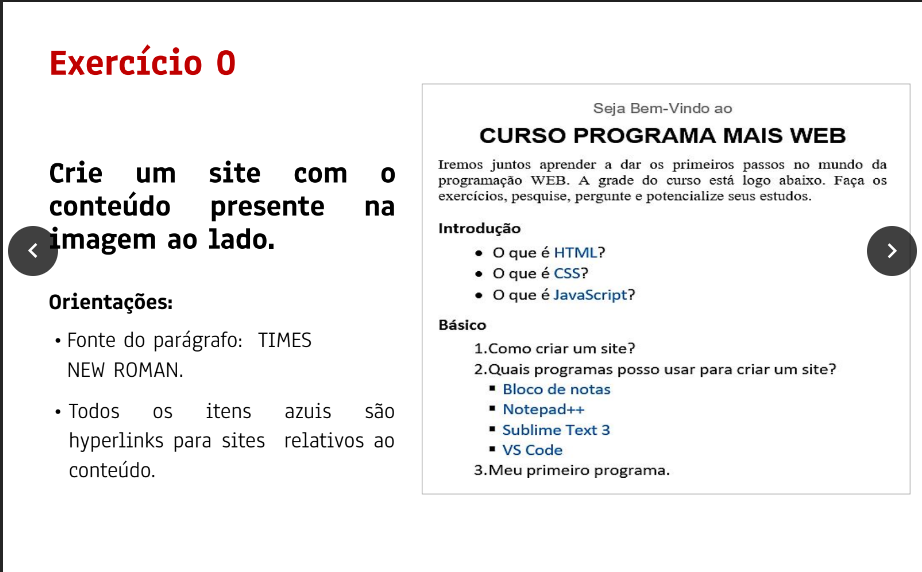 Exercício 0
Crie um site com o
conteúdo presente na
imagem ao lado.
Orientações:
• Fonte do parágrafo: TIMES
NEW ROMAN.
• Todos os itens azuis são
hyperlinks para sites relativos ao
conteúdo.
Seja Bem-Vindo ao
CURSO PROGRAMA MAIS WEB
Iremos juntos aprender a dar os primeiros passos no mundo da
programação WEB. A grade do curso está logo abaixo. Faça os
exercícios, pesquise, pergunte e potencialize seus estudos.
Introdução
• O que é HTML?
• O que é CSS?
• O que é JavaScript?
Básico
1.Como criar um site?
2.Quais programas posso usar para criar um site?
▪ Bloco de notas
▪ Notepad++
▪ Sublime Text 3
▪ VS Code
3.Meu primeiro programa.